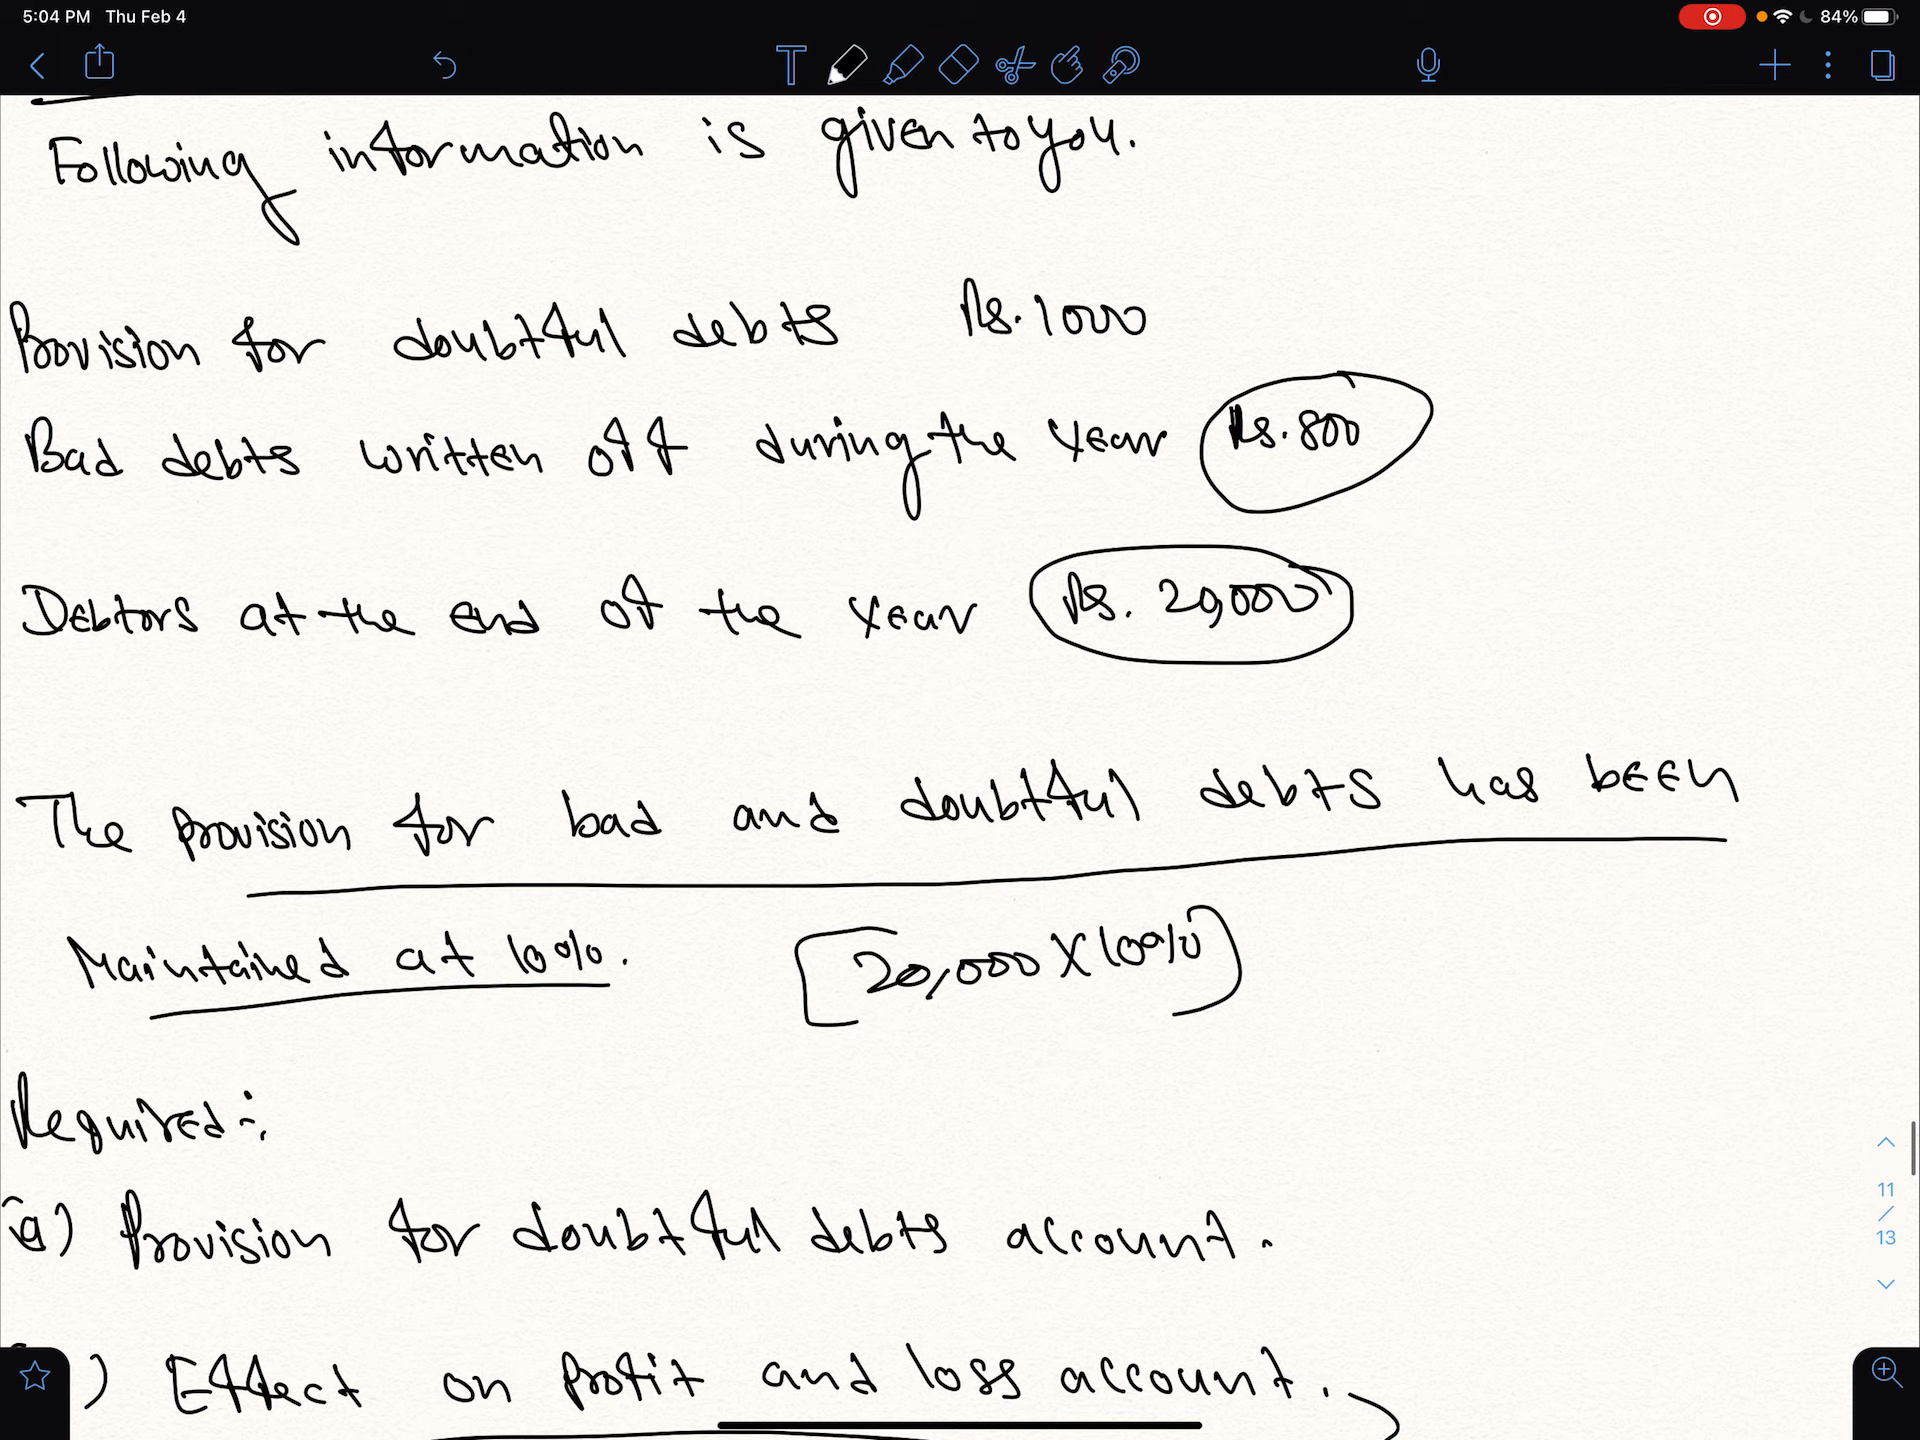 5:04 PM Thu Feb 4
84%
Following information is given to you.
Provision for doubtful debts Rs. 1000
Bad debts written off during the year Rs. 800
Debtors at the end of the year Rs. 20,000
The provision for bad and doubtful debts has been
Maintained at 10%. [20,000 X 10%]
Required:-
a) Provision for doubtful debts account.
) Effect on profit and loss account.
11
/
13